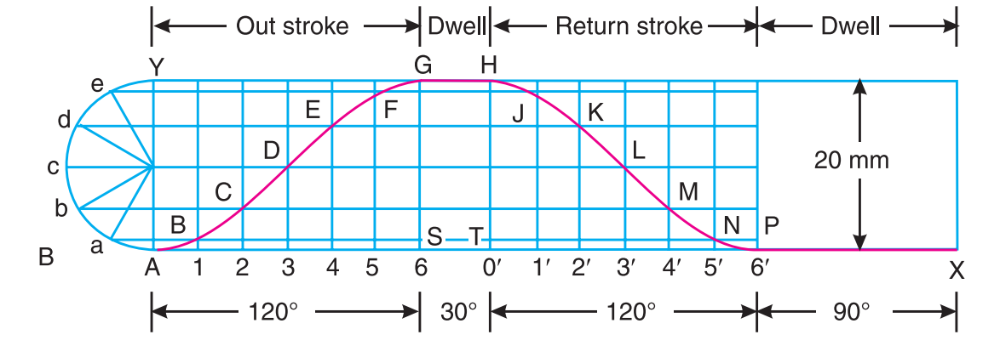 Out stroke Dwell Return stroke Dwell
Y G H
e
E F J K
d
D L 20 mm
c
C M
b
B N P
S T
a
B
A 1 2 3 4 5 6 0′ 1′ 2′ 3′ 4′ 5′ 6′ X
120° 30° 120° 90°